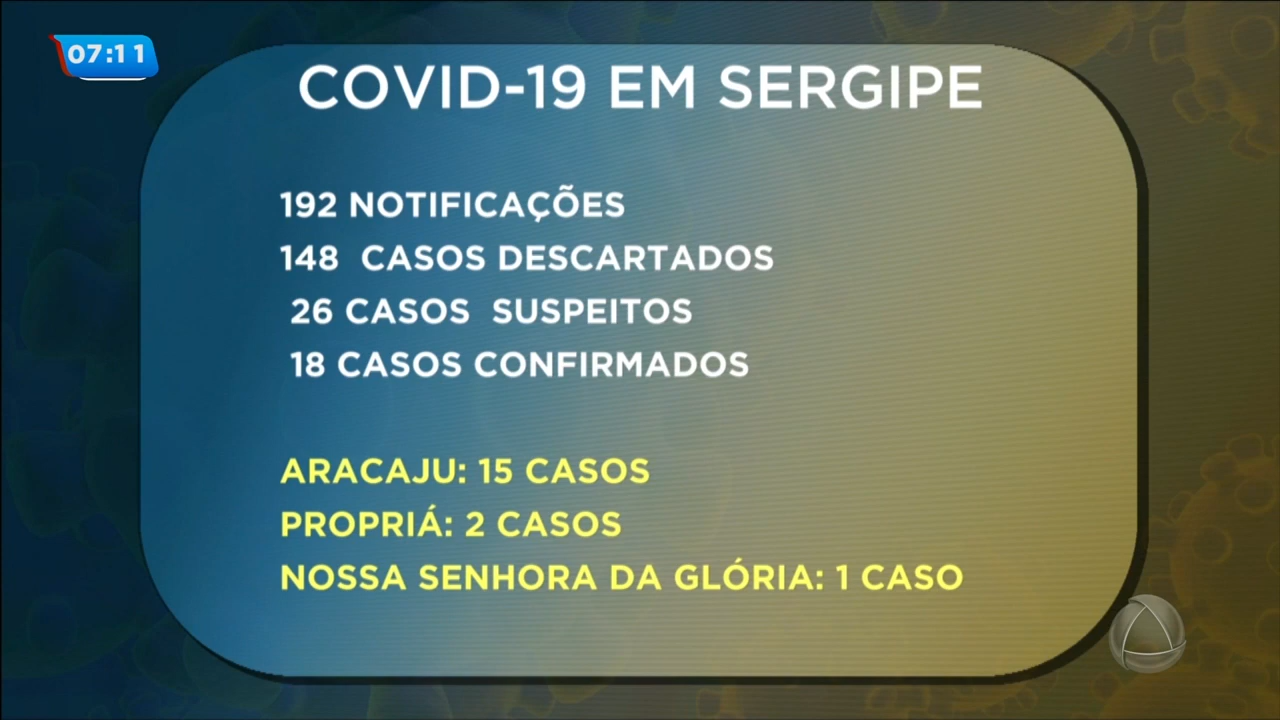 07:11
COVID-19 EM SERGIPE
192 NOTIFICAÇÕES
148 CASOS DESCARTADOS
26 CASOS SUSPEITOS
18 CASOS CONFIRMADOS
ARACAJU: 15 CASOS
PROPRIÁ: 2 CASOS
NOSSA SENHORA DA GLÓRIA: 1 CASO